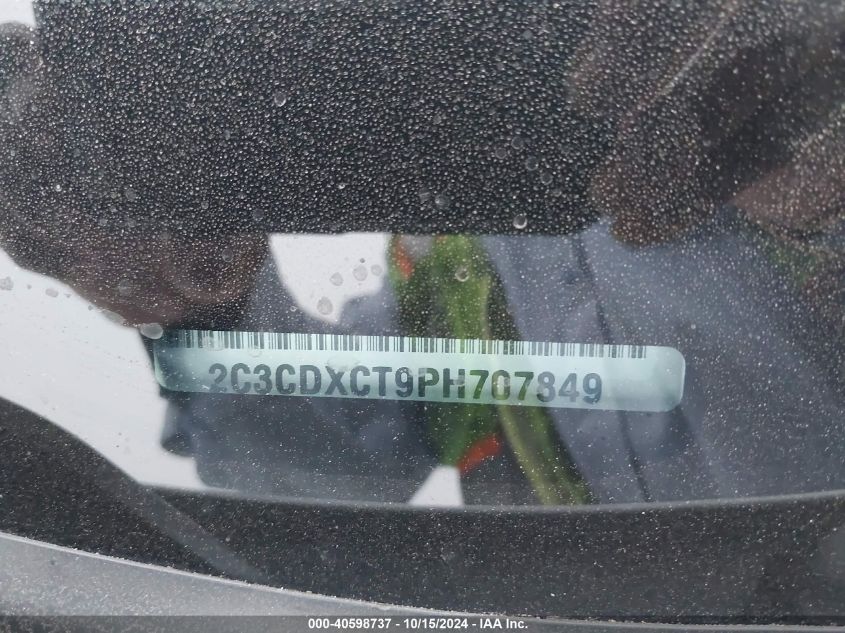 2C3CDXCT9PH707849
000-40598737 - 10/15/2024 - IAA Inc.